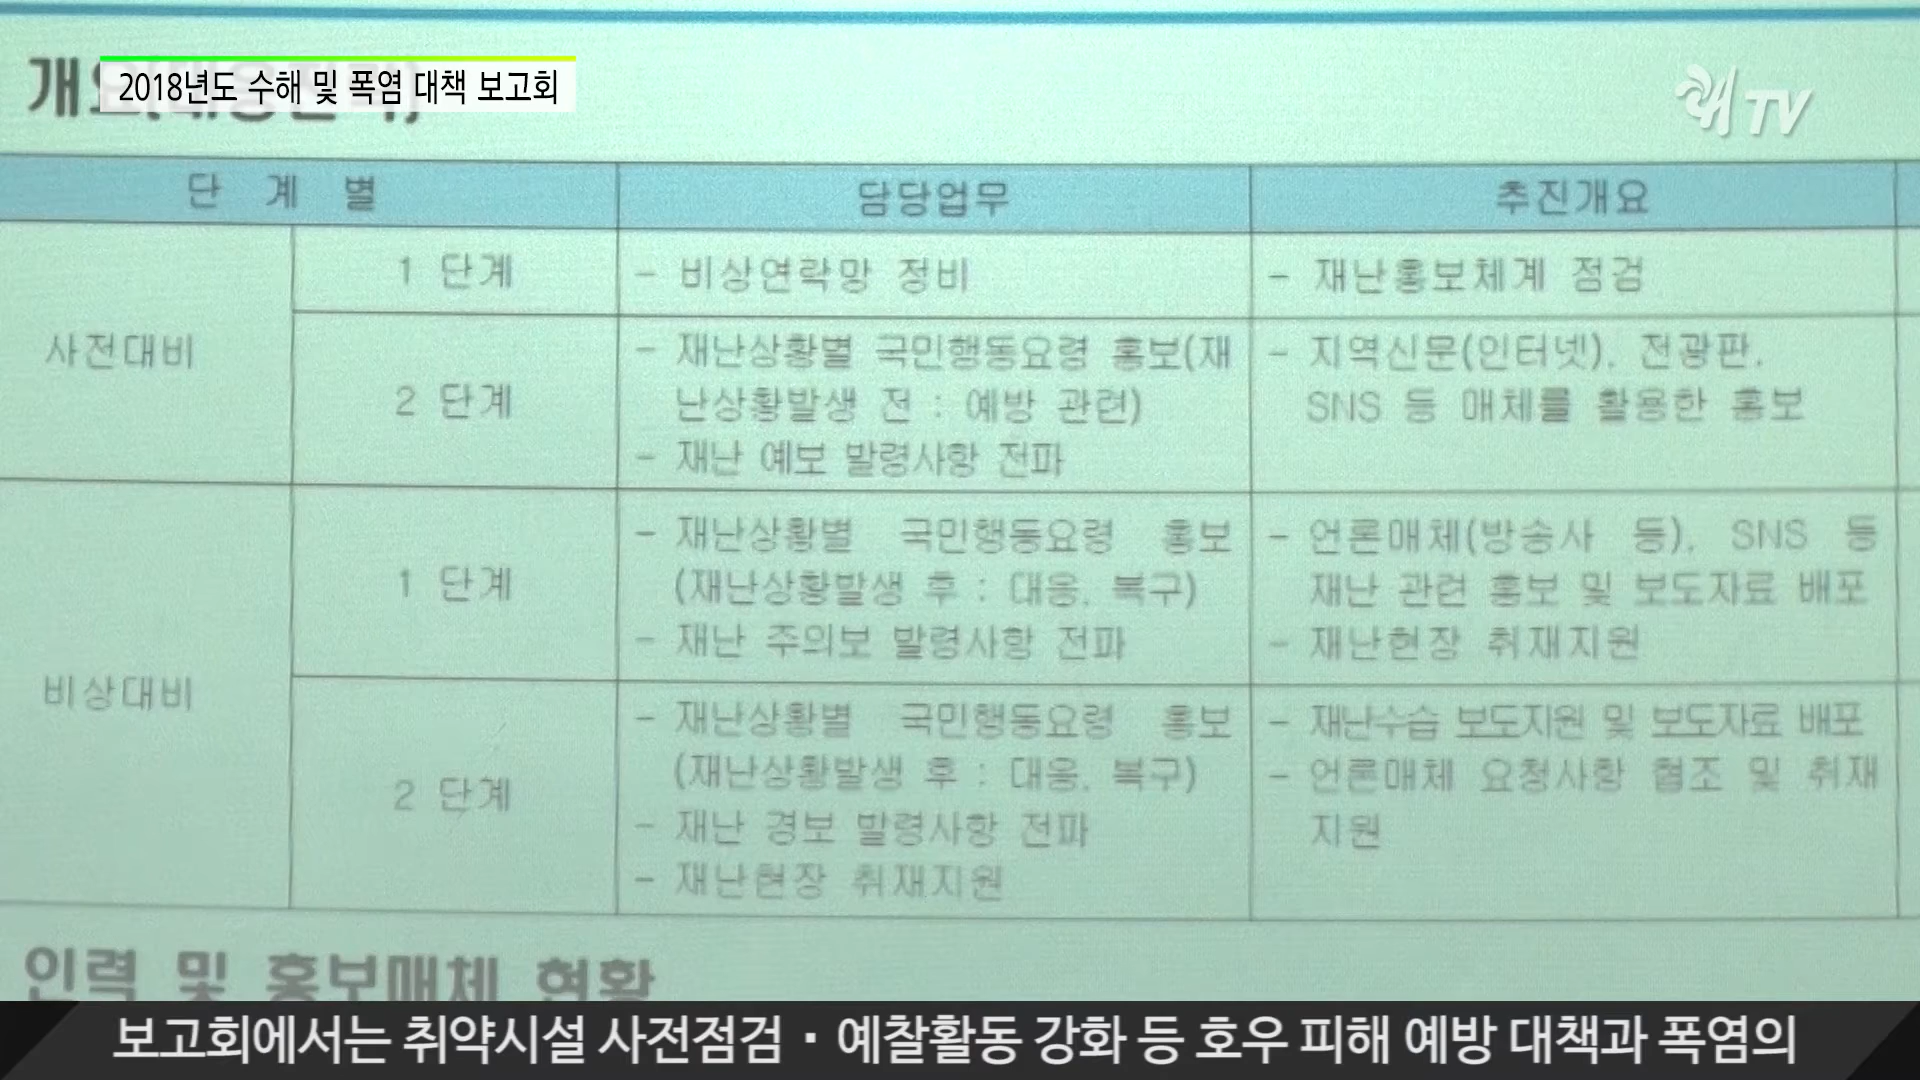 2018년도 수해 및 폭염 대책 보고회
TV
단 계 별
담당업무
추진개요
사전대비
1 단계
- 비상연락망 정비
- 재난홍보체계 점검
2 단계
- 재난상황별 국민행동요령 홍보(재
난상황발생 전 : 예방 관련)
- 재난 예보 발령사항 전파
- 지역신문(인터넷), 전광판,
SNS 등 매체를 활용한 홍보
비상대비
1 단계
- 재난상황별 국민행동요령 홍보
(재난상황발생 후 : 대응, 복구)
- 재난 주의보 발령사항 전파
- 언론매체(방송사 등), SNS 등
재난 관련 홍보 및 보도자료 배포
- 재난현장 취재지원
2 단계
- 재난상황별 국민행동요령 홍보
(재난상황발생 후 : 대응, 복구)
- 재난 경보 발령사항 전파
- 재난현장 취재지원
- 재난수습 보도지원 및 보도자료 배포
- 언론매체 요청사항 협조 및 취재
지원
인력 및 홍보매체 현황
보고회에서는 취약시설 사전점검 · 예찰활동 강화 등 호우 피해 예방 대책과 폭염의